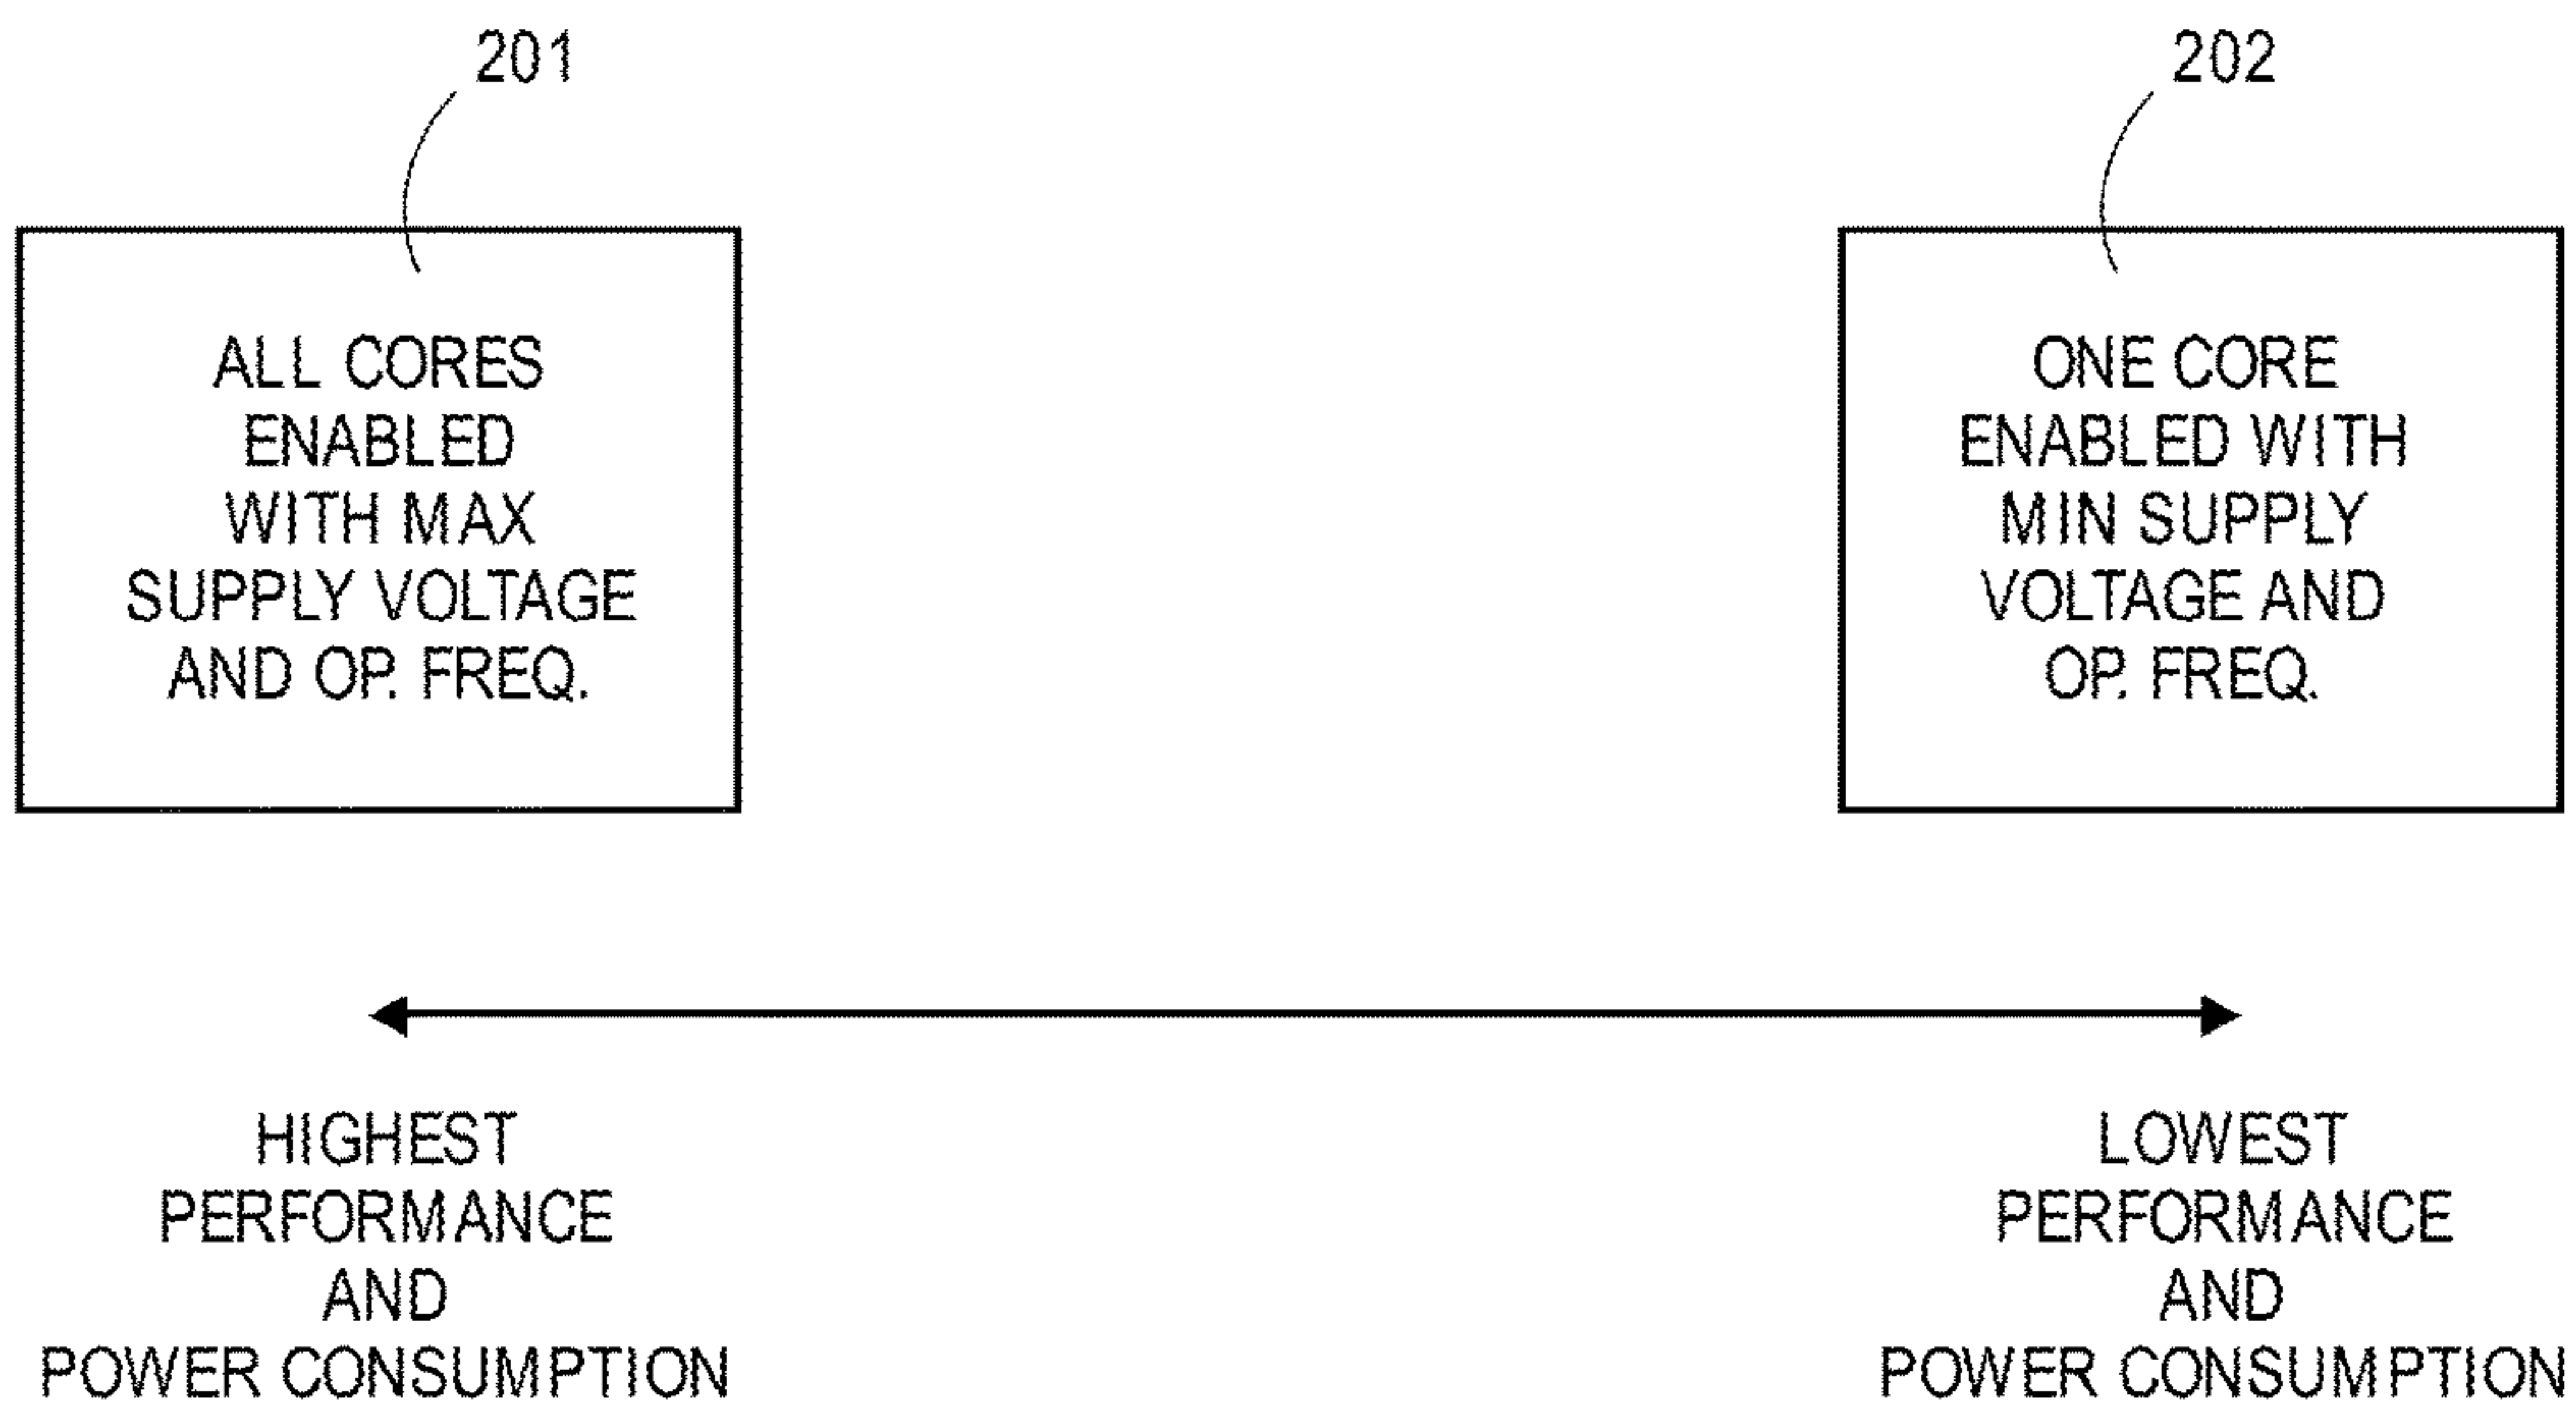 201
ALL CORES
ENABLED
WITH MAX
SUPPLY VOLTAGE
AND OP. FREQ.
202
ONE CORE
ENABLED WITH
MIN SUPPLY
VOLTAGE AND
OP. FREQ.
HIGHEST
PERFORMANCE
AND
POWER CONSUMPTION
LOWEST
PERFORMANCE
AND
POWER CONSUMPTION